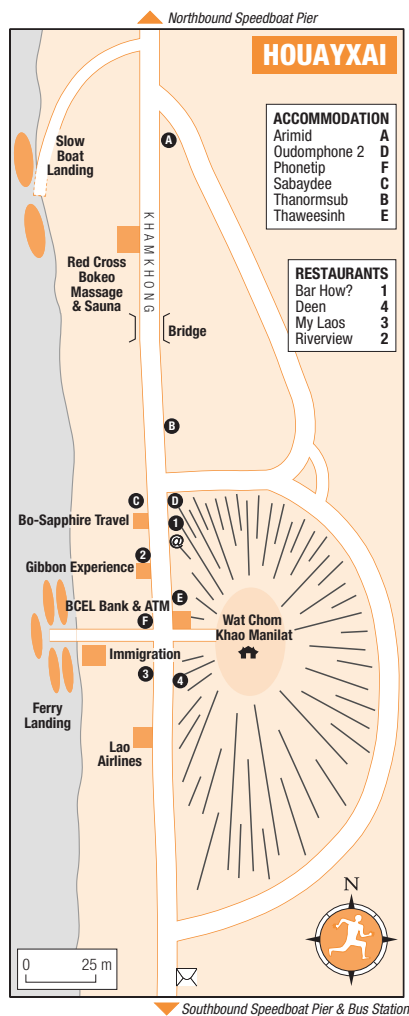 Northbound Speedboat Pier
HOUAYXAI
ACCOMMODATION
Arimid A
Oudomphone 2 D
Phonetip F
Sabaydee C
Thanormsub B
Thaweesinh E
RESTAURANTS
Bar How? 1
Deen 4
My Laos 3
Riverview 2
Slow
Boat
Landing
A
KHAMKHONG
Red Cross
Bokeo
Massage
& Sauna
Bridge
B
C
D
Bo-Sapphire Travel
1
@
2
Gibbon Experience
E
BCEL Bank & ATM
F
Wat Chom
Khao Manilat
Immigration
3
4
Ferry
Landing
Lao
Airlines
N
0 25 m
Southbound Speedboat Pier & Bus Station